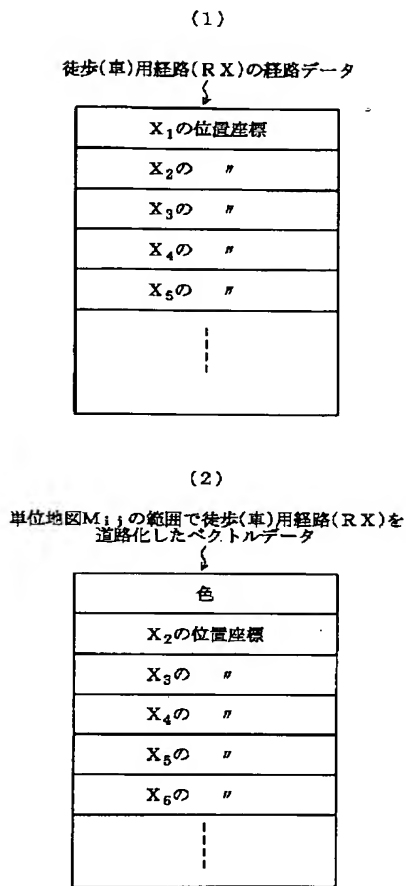 (1)
徒歩(車)用経路(RX)の経路データ
X₁の位置座標
X₂の 〃
X₃の 〃
X₄の 〃
X₅の 〃
(2)
単位地図Mᵢⱼの範囲で徒歩(車)用経路(RX)を
道路化したベクトルデータ
色
X₂の位置座標
X₃の 〃
X₄の 〃
X₅の 〃
X₆の 〃